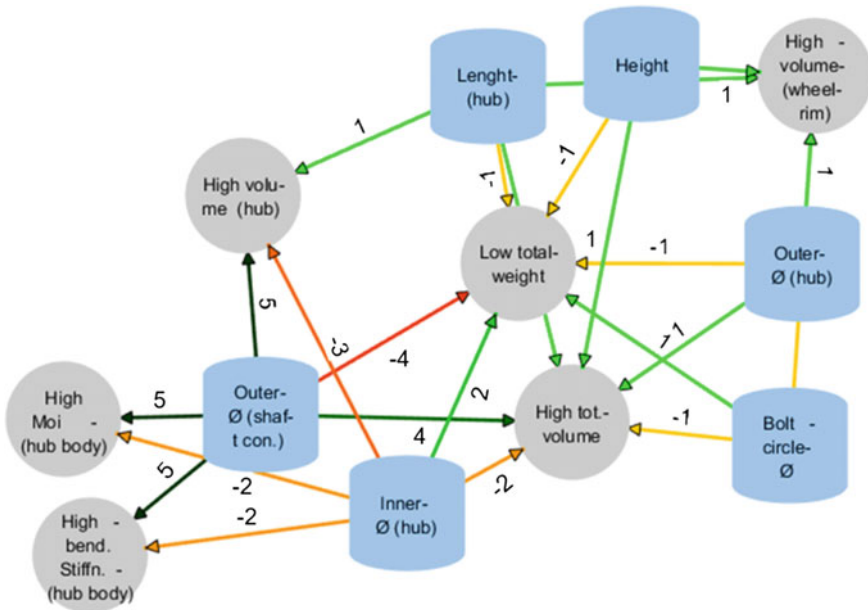 Lenght-
(hub)
Height
High -
volume-
(wheel-
rim)
1
1
1
-1
-1
High volu-
me (hub)
Low total-
weight
1
-1
Outer-
Ø (hub)
5
-3
-4
1
-1
High
Moi -
(hub body)
5
Outer-
Ø (shaf-
t con.)
2
4
High tot.-
volume
-1
Bolt -
circle-
Ø
5
-2
-2
-2
High -
bend.
Stiffn. -
(hub body)
Inner-
Ø (hub)